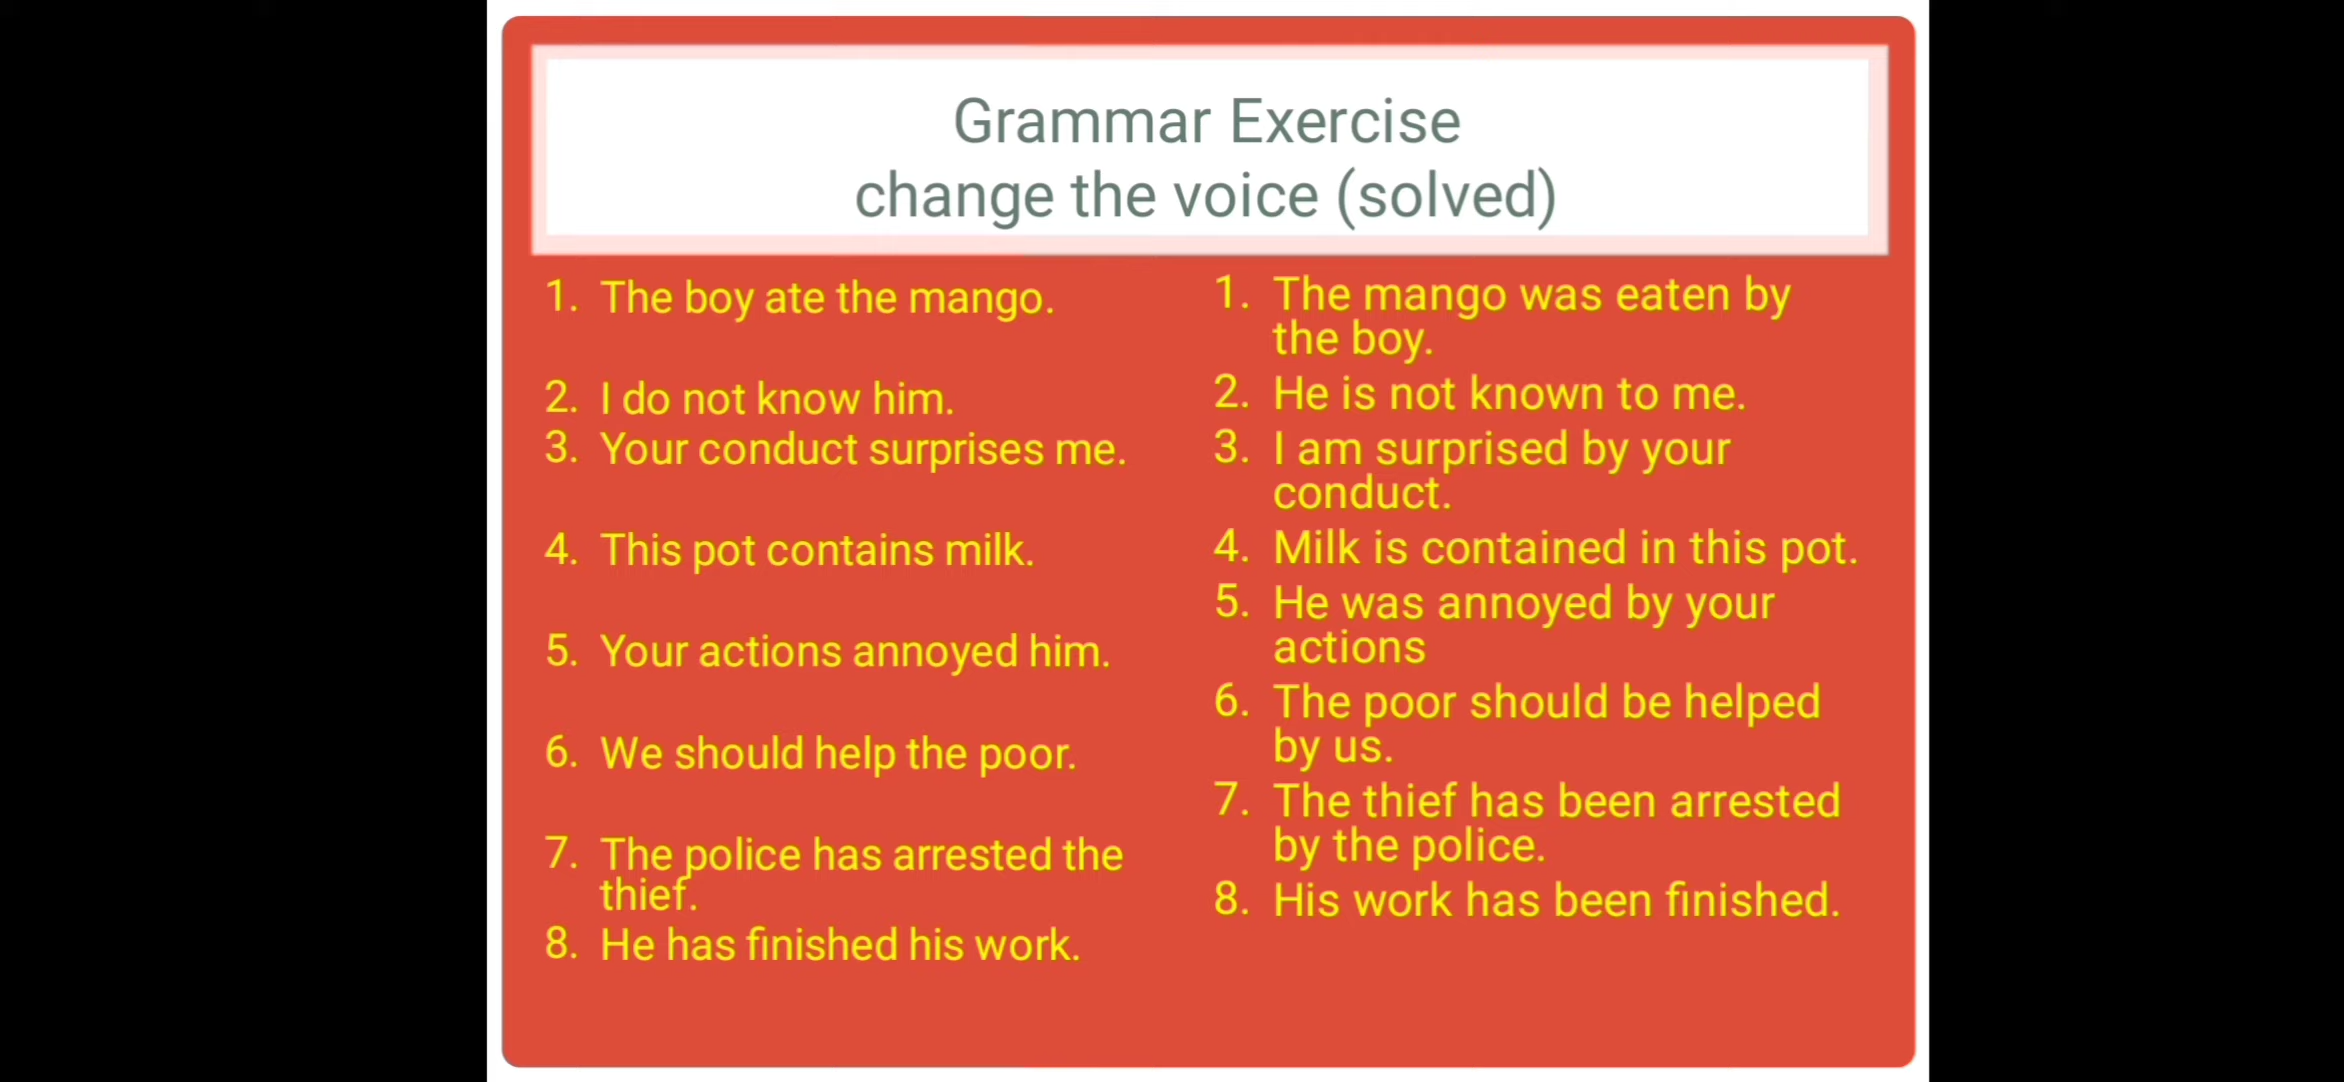 Grammar Exercise
change the voice (solved)
1. The boy ate the mango.
2. I do not know him.
3. Your conduct surprises me.
4. This pot contains milk.
5. Your actions annoyed him.
6. We should help the poor.
7. The police has arrested the
thief.
8. He has finished his work.
1. The mango was eaten by
the boy.
2. He is not known to me.
3. I am surprised by your
conduct.
4. Milk is contained in this pot.
5. He was annoyed by your
actions
6. The poor should be helped
by us.
7. The thief has been arrested
by the police.
8. His work has been finished.